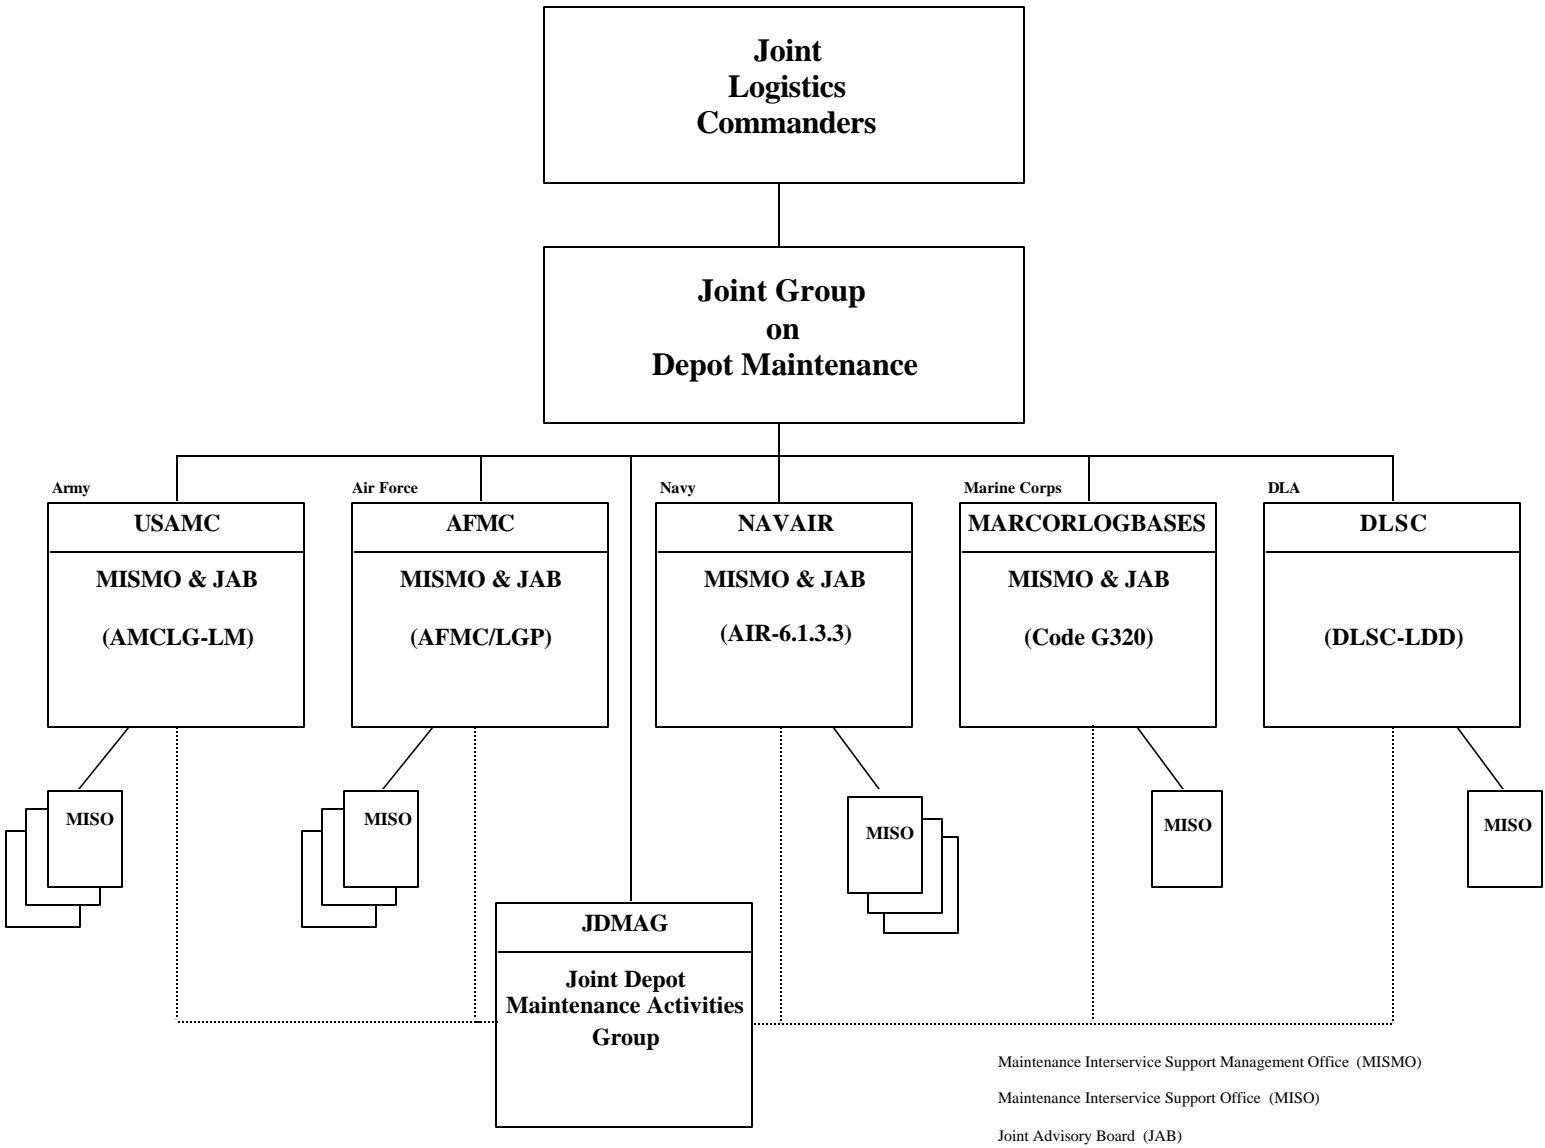 Joint
Logistics
Commanders
Joint Group
on
Depot Maintenance
Army
Air Force
Navy
Marine Corps
DLA
USAMC
AFMC
NAVAIR
MARCORLOGBASES
DLSC
MISMO & JAB
MISMO & JAB
MISMO & JAB
MISMO & JAB
(AMCLG-LM)
(AFMC/LGP)
(AIR-6.1.3.3)
(Code G320)
(DLSC-LDD)
MISO
MISO
MISO
MISO
MISO
JDMAG
Joint Depot
Maintenance Activities
Group
Maintenance Interservice Support Management Office (MISMO)
Maintenance Interservice Support Office (MISO)
Joint Advisory Board (JAB)